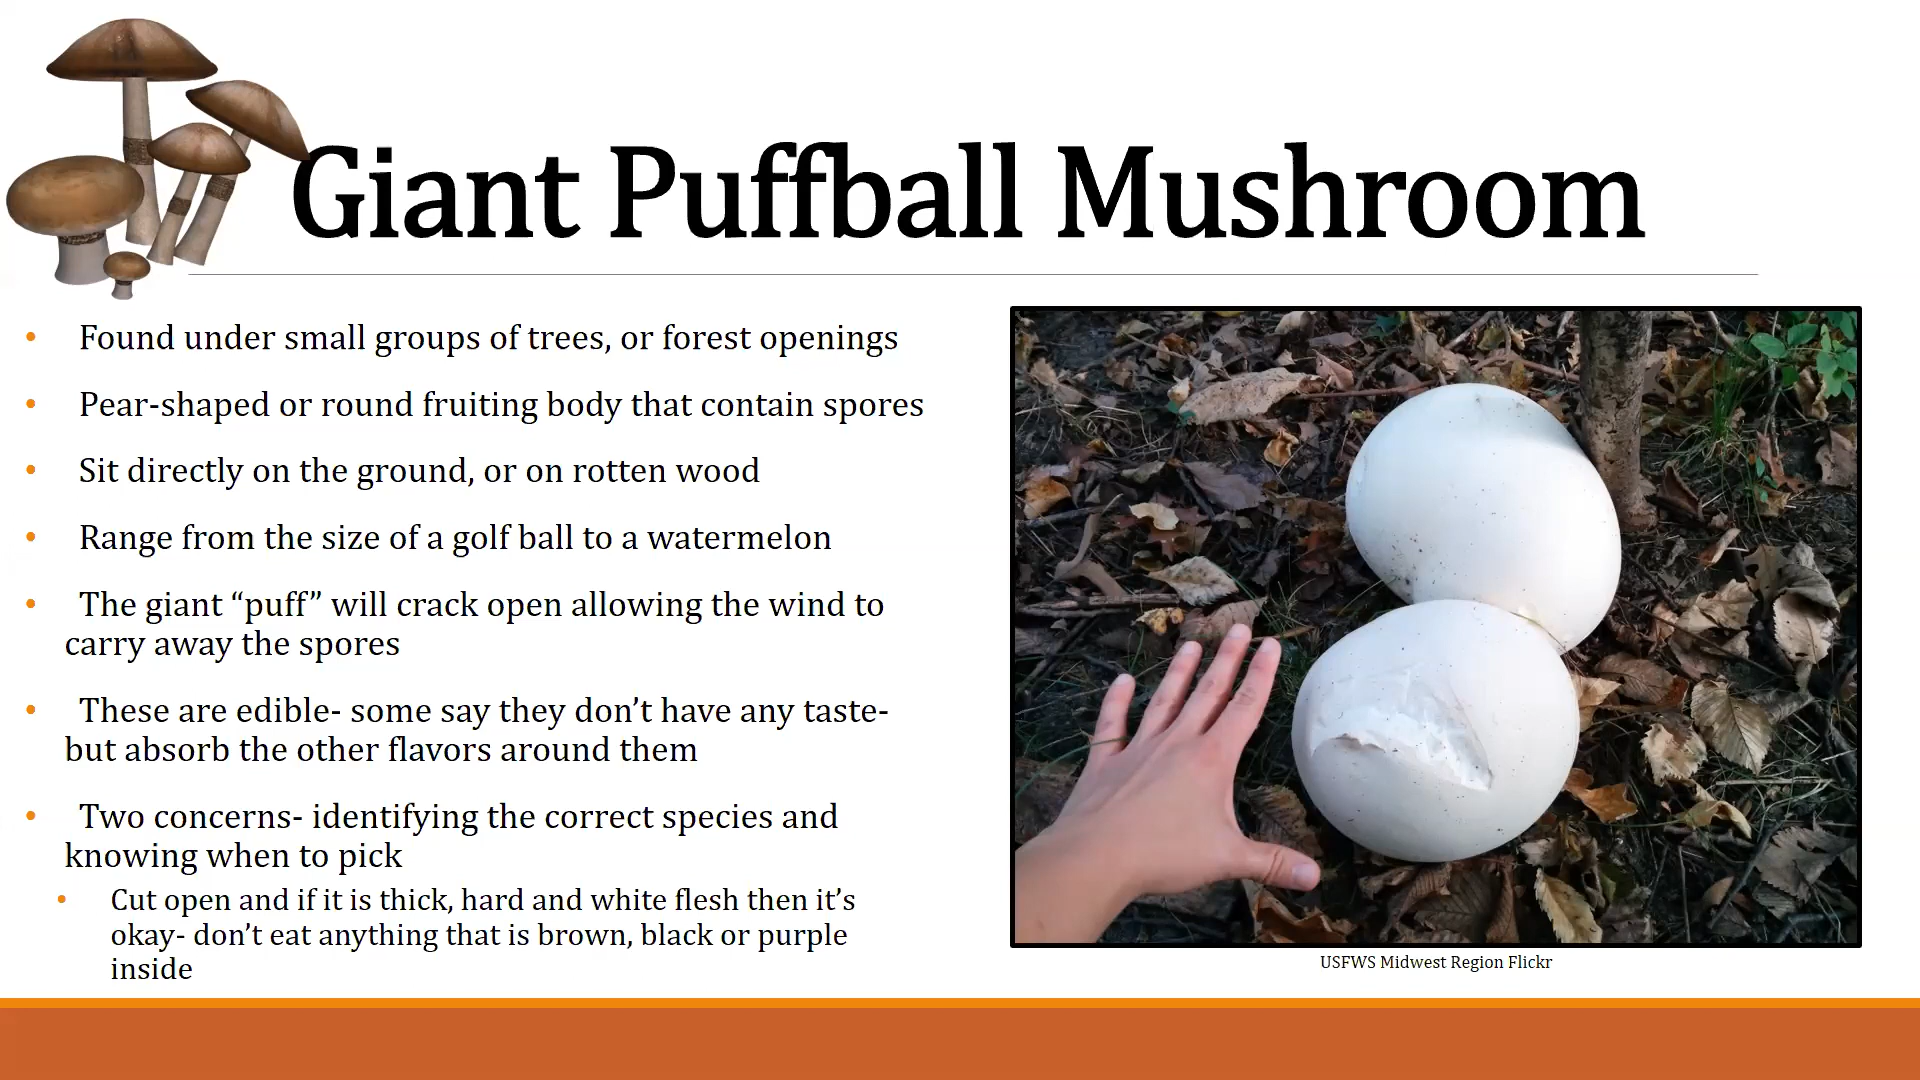 Giant Puffball Mushroom
• Found under small groups of trees, or forest openings
• Pear-shaped or round fruiting body that contain spores
• Sit directly on the ground, or on rotten wood
• Range from the size of a golf ball to a watermelon
• The giant “puff” will crack open allowing the wind to
carry away the spores
• These are edible- some say they don’t have any taste-
but absorb the other flavors around them
• Two concerns- identifying the correct species and
knowing when to pick
• Cut open and if it is thick, hard and white flesh then it’s
okay- don’t eat anything that is brown, black or purple
inside
USFWS Midwest Region Flickr